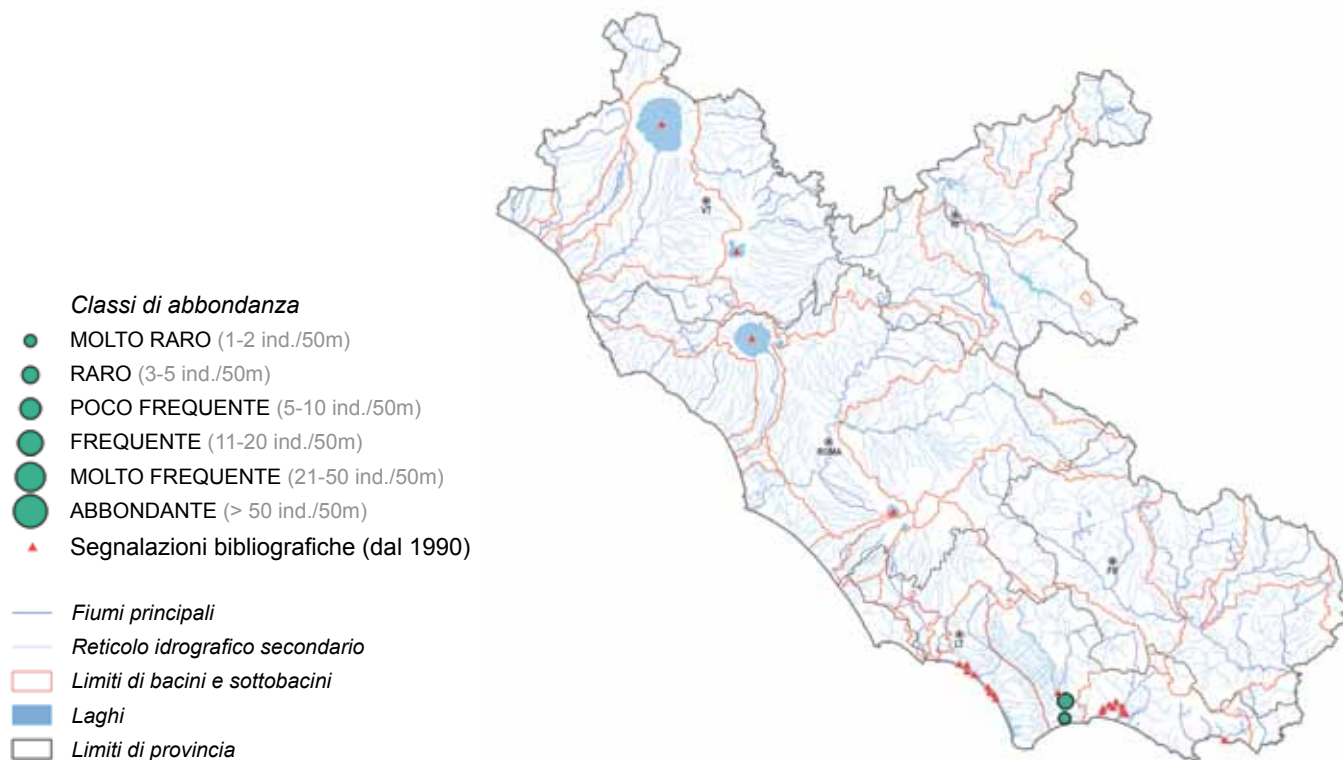 Classi di abbondanza
MOLTO RARO (1-2 ind./50m)
RARO (3-5 ind./50m)
POCO FREQUENTE (5-10 ind./50m)
FREQUENTE (11-20 ind./50m)
MOLTO FREQUENTE (21-50 ind./50m)
ABBONDANTE (> 50 ind./50m)
Segnalazioni bibliografiche (dal 1990)
Fiumi principali
Reticolo idrografico secondario
Limiti di bacini e sottobacini
Laghi
Limiti di provincia
VT
ROMA
LT